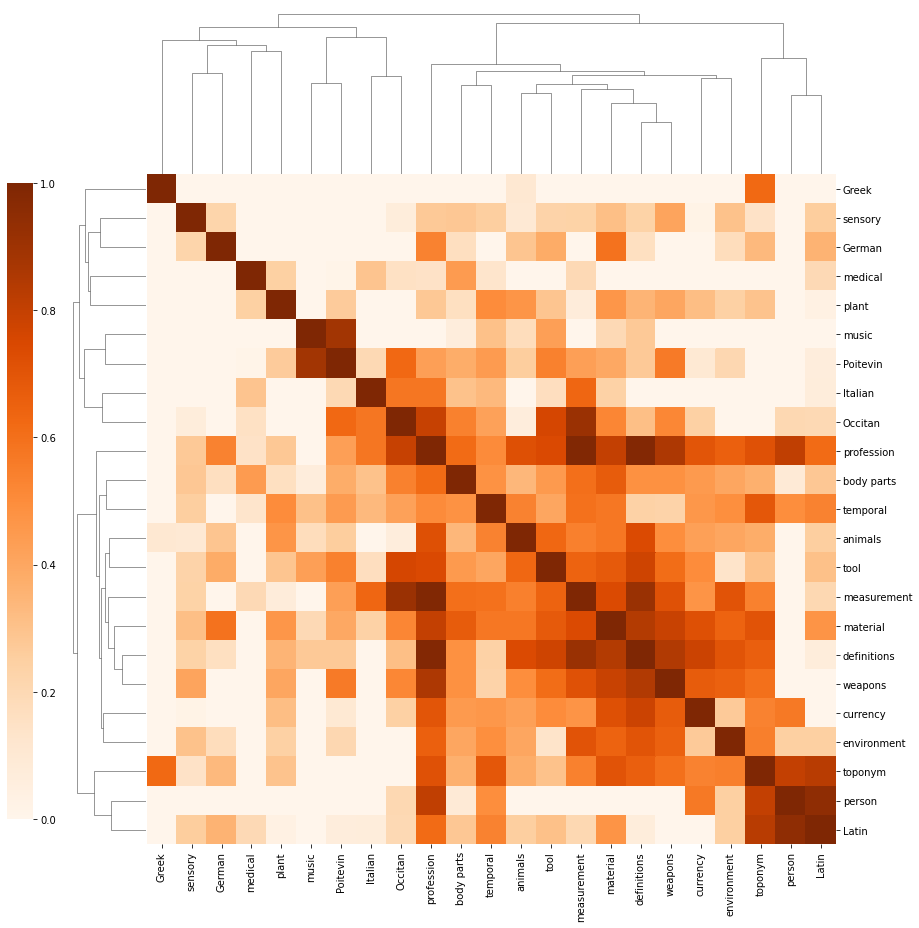 1.0
0.8
0.6
0.4
0.2
0.0
Greek
sensory
German
medical
plant
music
Poitevin
Italian
Occitan
profession
body parts
temporal
animals
tool
measurement
material
definitions
weapons
currency
environment
toponym
person
Latin
Greek
sensory
German
medical
plant
music
Poitevin
Italian
Occitan
profession
body parts
temporal
animals
tool
measurement
material
definitions
weapons
currency
environment
toponym
person
Latin